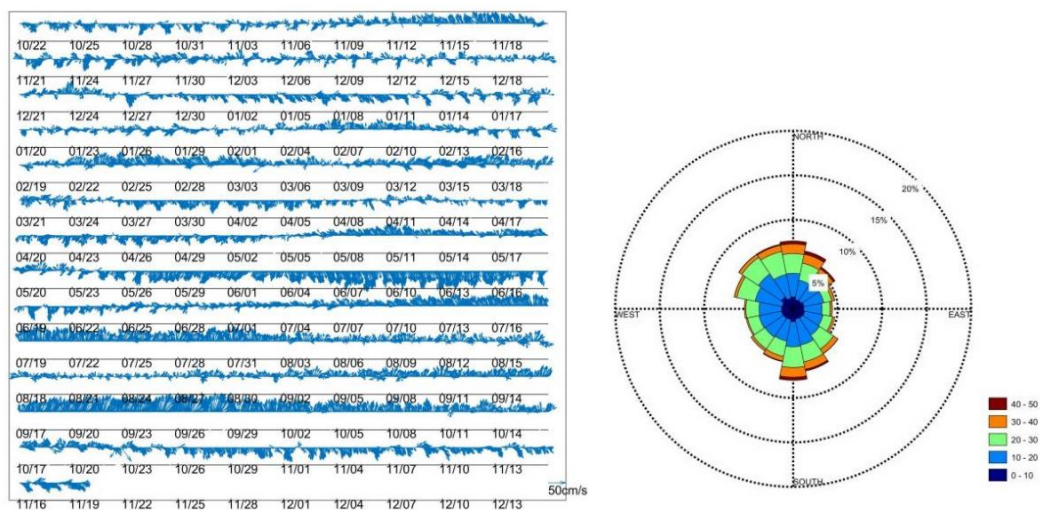 10/22 10/25 10/28 10/31 11/03 11/06 11/09 11/12 11/15 11/18
11/21 11/24 11/27 11/30 12/03 12/06 12/09 12/12 12/15 12/18
12/21 12/24 12/27 12/30 01/02 01/05 01/08 01/11 01/14 01/17
01/20 01/23 01/26 01/29 02/01 02/04 02/07 02/10 02/13 02/16
02/19 02/22 02/25 02/28 03/03 03/06 03/09 03/12 03/15 03/18
03/21 03/24 03/27 03/30 04/02 04/05 04/08 04/11 04/14 04/17
04/20 04/23 04/26 04/29 05/02 05/05 05/08 05/11 05/14 05/17
05/20 05/23 05/26 05/29 06/01 06/04 06/07 06/10 06/13 06/16
06/19 06/22 06/25 06/28 07/01 07/04 07/07 07/10 07/13 07/16
07/19 07/22 07/25 07/28 07/31 08/03 08/06 08/09 08/12 08/15
08/18 08/21 08/24 08/27 08/30 09/02 09/05 09/08 09/11 09/14
09/17 09/20 09/23 09/26 09/29 10/02 10/05 10/08 10/11 10/14
10/17 10/20 10/23 10/26 10/29 11/01 11/04 11/07 11/10 11/13
50cm/s
11/16 11/19 11/22 11/25 11/28 12/01 12/04 12/07 12/10 12/13
NORTH
20%
15%
10%
5%
WEST EAST
SOUTH
40 - 50
30 - 40
20 - 30
10 - 20
0 - 10